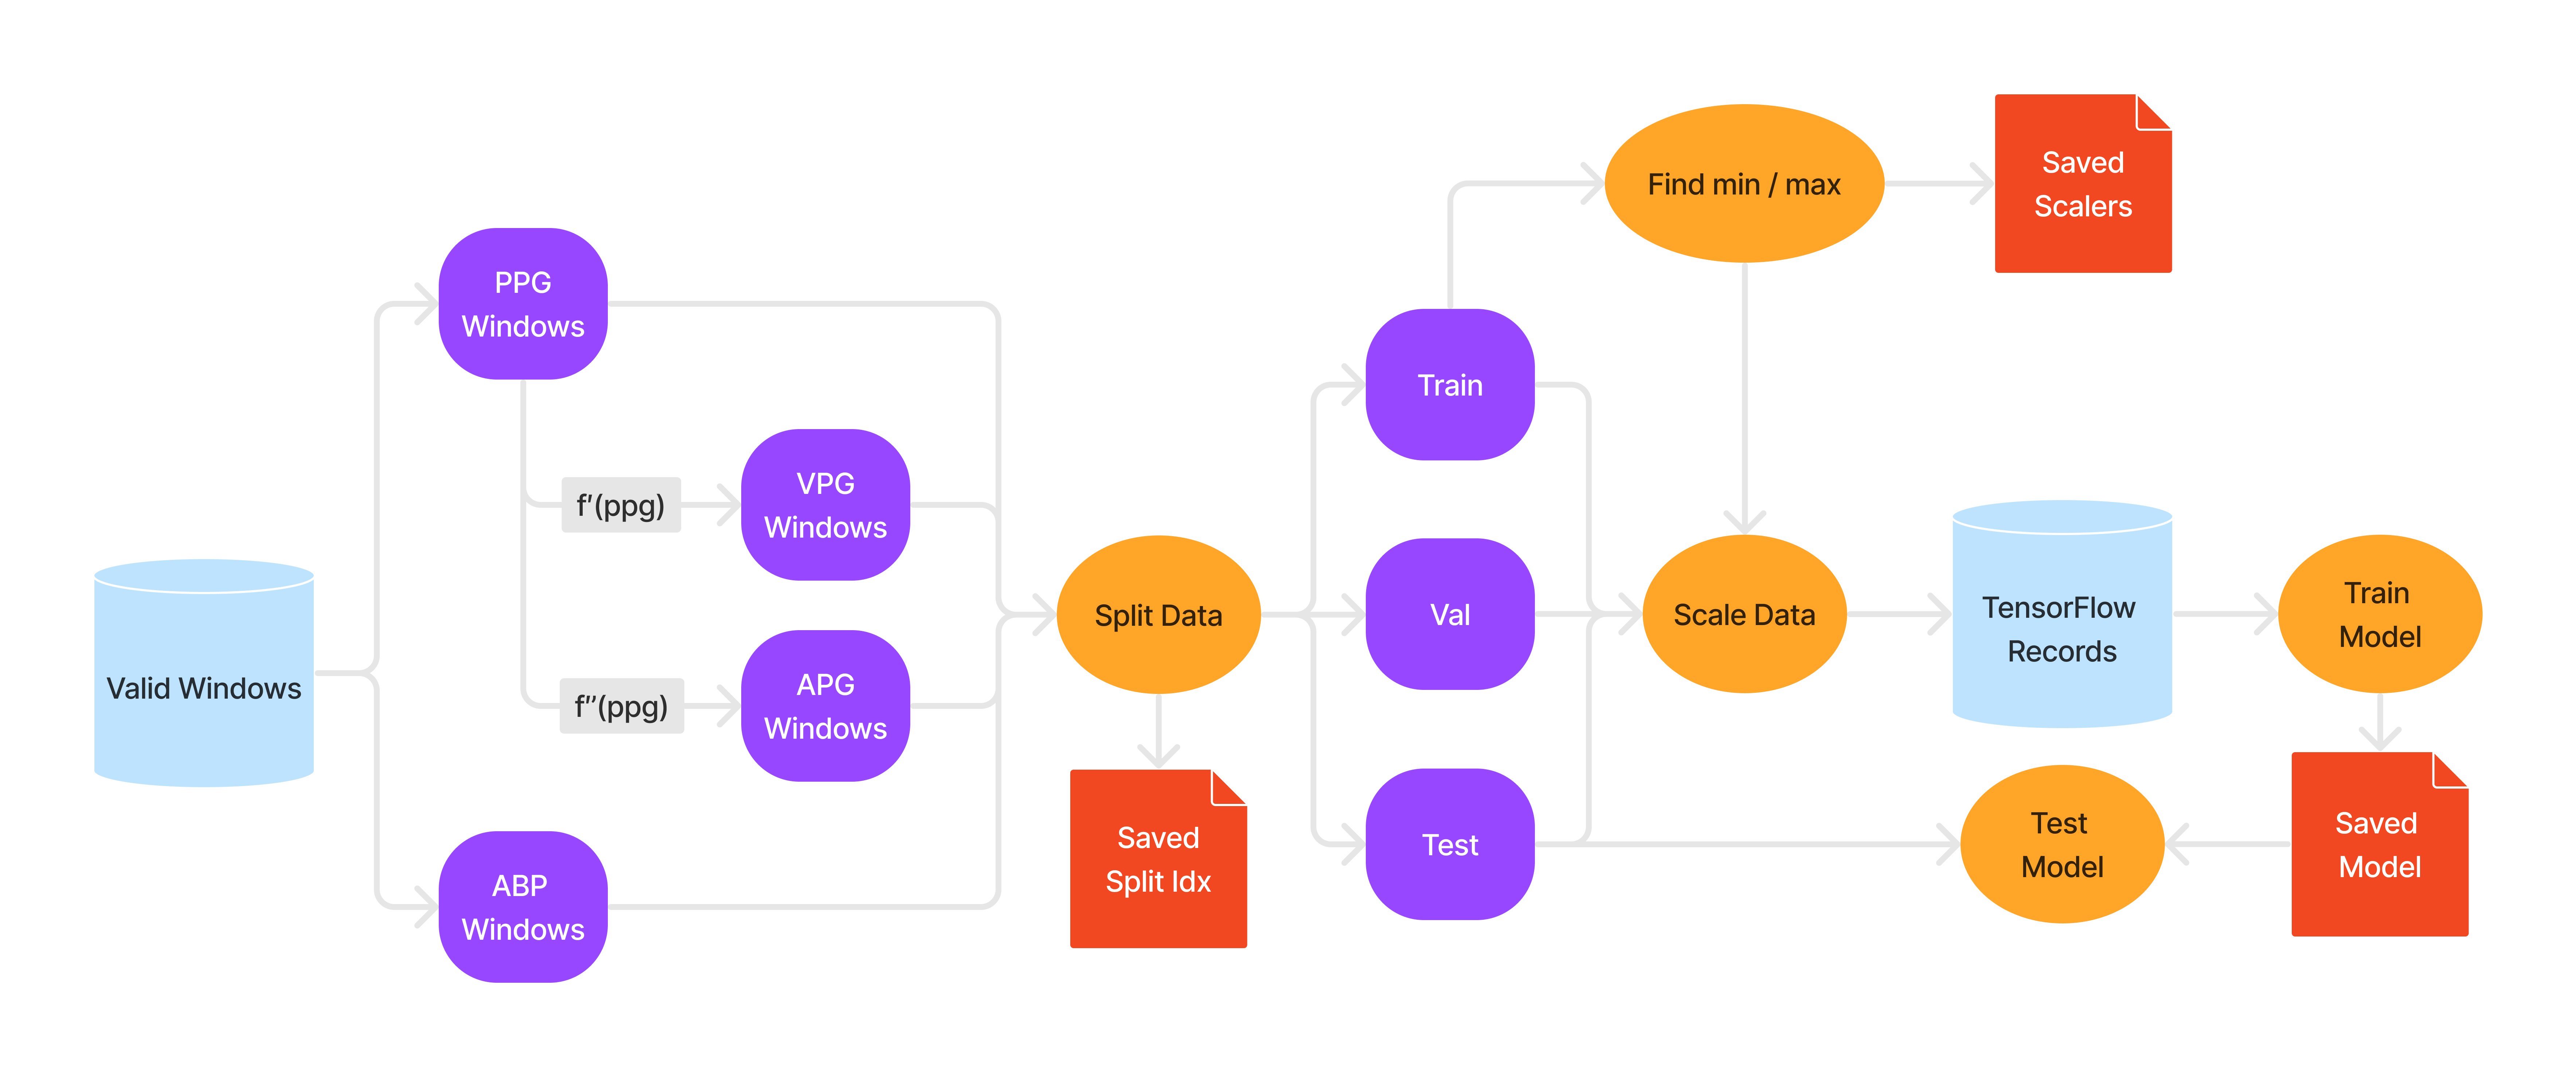 Valid Windows
PPG
Windows
f'(ppg)
VPG
Windows
f''(ppg)
APG
Windows
ABP
Windows
Split Data
Saved
Split Idx
Train
Val
Test
Find min / max
Saved
Scalers
Scale Data
TensorFlow
Records
Train
Model
Saved
Model
Test
Model